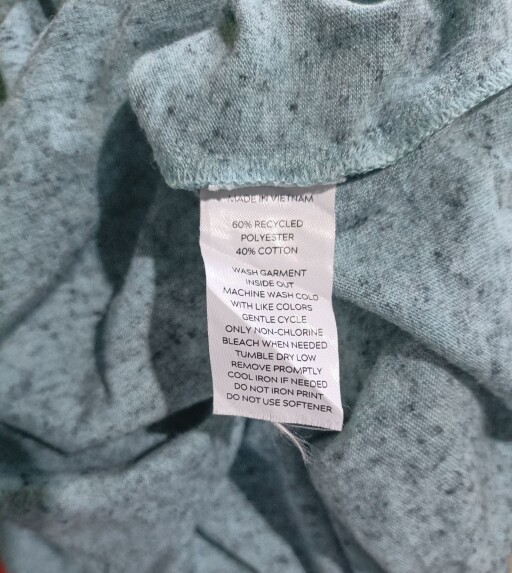 MADE IN VIETNAM
60% RECYCLED
POLYESTER
40% COTTON
WASH GARMENT
INSIDE OUT
MACHINE WASH COLD
WITH LIKE COLORS
GENTLE CYCLE
ONLY NON-CHLORINE
BLEACH WHEN NEEDED
TUMBLE DRY LOW
REMOVE PROMPTLY
COOL IRON IF NEEDED
DO NOT IRON PRINT
DO NOT USE SOFTENER